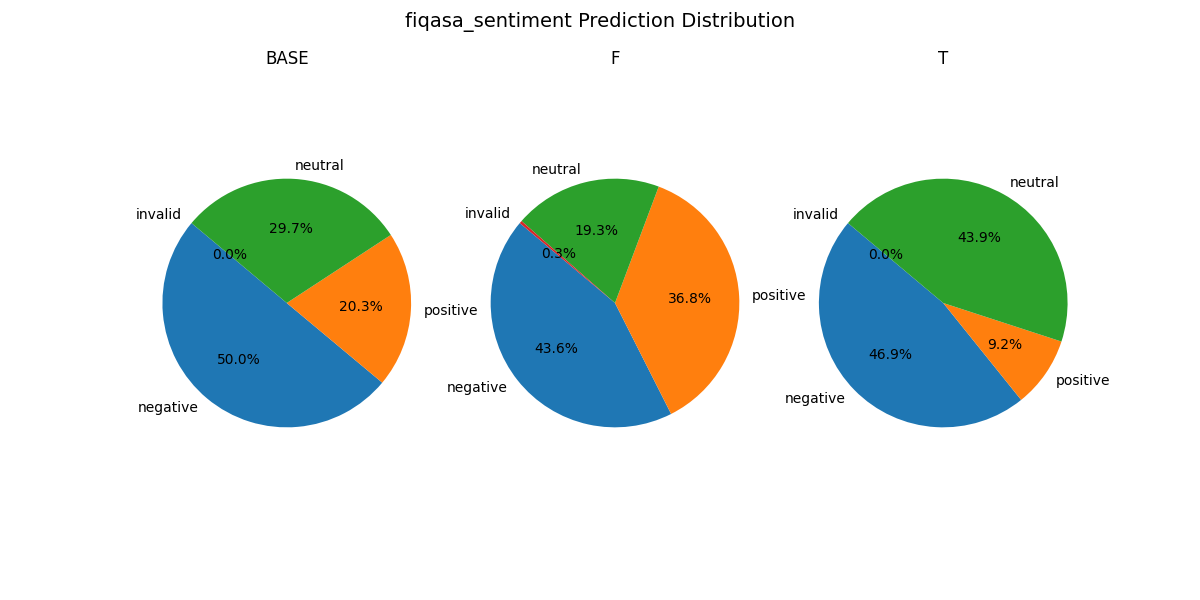 fiqasa_sentiment Prediction Distribution
BASE
neutral
invalid
29.7%
0.0%
20.3%
positive
50.0%
negative
F
neutral
invalid
19.3%
0.3%
36.8%
positive
43.6%
negative
T
neutral
invalid
43.9%
0.0%
9.2%
positive
46.9%
negative